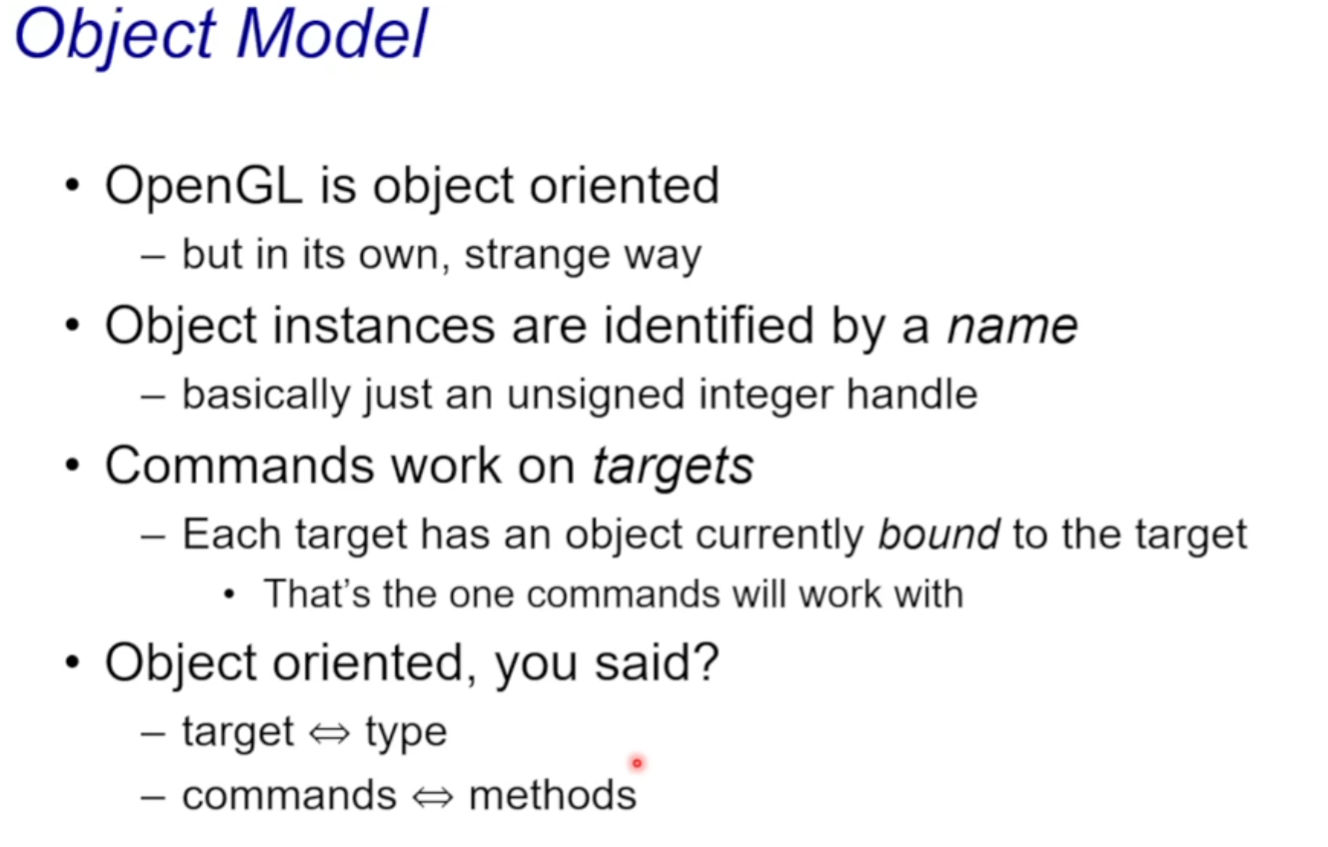 Object Model
• OpenGL is object oriented
– but in its own, strange way
• Object instances are identified by a name
– basically just an unsigned integer handle
• Commands work on targets
– Each target has an object currently bound to the target
• That’s the one commands will work with
• Object oriented, you said?
– target ⇔ type
– commands ⇔ methods